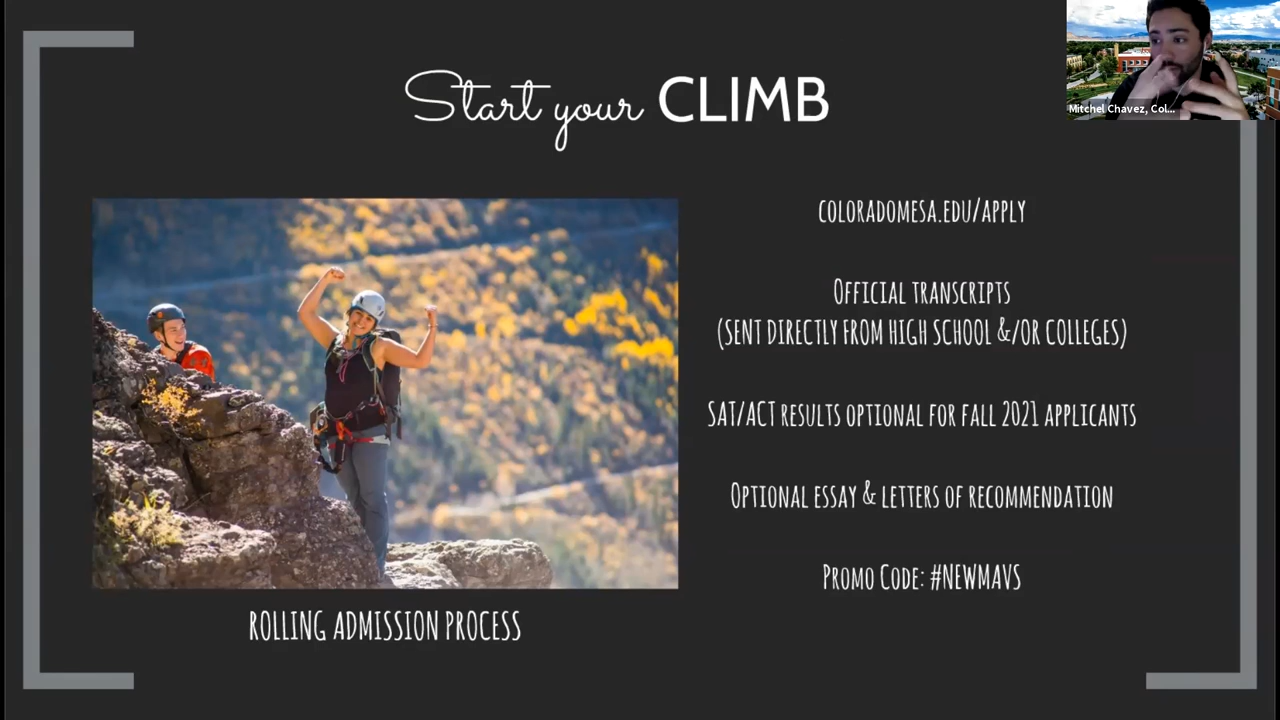 Start your CLIMB
Mitchel Chavez, Col...
COLORADOMESA.EDU/APPLY
OFFICIAL TRANSCRIPTS
(SENT DIRECTLY FROM HIGH SCHOOL &/OR COLLEGES)
SAT/ACT RESULTS OPTIONAL FOR FALL 2021 APPLICANTS
OPTIONAL ESSAY & LETTERS OF RECOMMENDATION
PROMO CODE: #NEWMAVS
ROLLING ADMISSION PROCESS